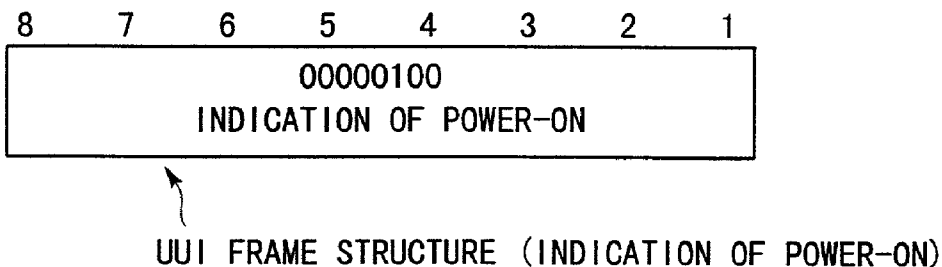 8 7 6 5 4 3 2 1
00000100
INDICATION OF POWER-ON
UUI FRAME STRUCTURE (INDICATION OF POWER-ON)